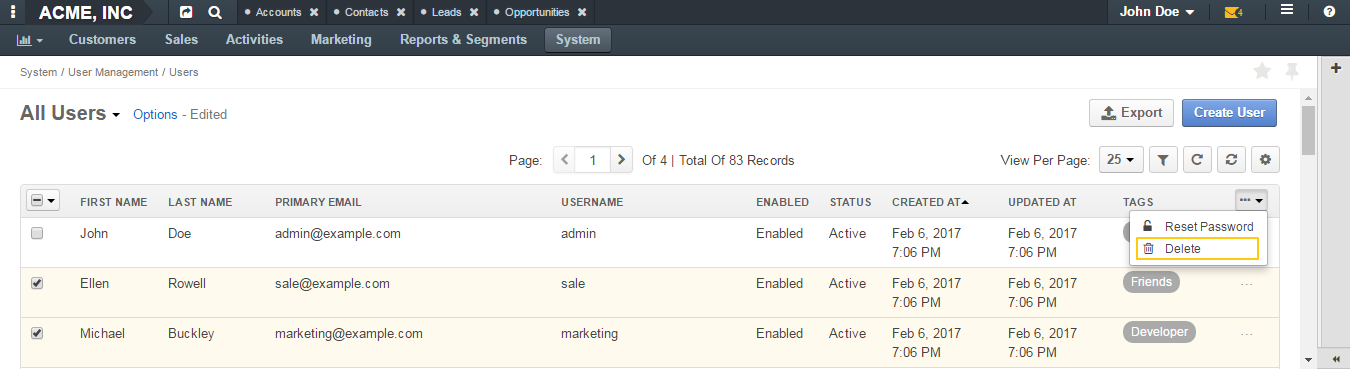 ACME, INC Accounts Contacts Leads Opportunities John Doe 4
Customers Sales Activities Marketing Reports & Segments System
System / User Management / Users
All Users Options - Edited Export Create User
Page: 1 Of 4 | Total Of 83 Records View Per Page: 25
FIRST NAME LAST NAME PRIMARY EMAIL USERNAME ENABLED STATUS CREATED AT UPDATED AT TAGS
Reset Password
Delete
John Doe admin@example.com admin Enabled Active Feb 6, 2017 Feb 6, 2017
7:06 PM 7:06 PM
Ellen Rowell sale@example.com sale Enabled Active Feb 6, 2017 Feb 6, 2017 Friends ...
7:06 PM 7:06 PM
Michael Buckley marketing@example.com marketing Enabled Active Feb 6, 2017 Feb 6, 2017 Developer ...
7:06 PM 7:06 PM